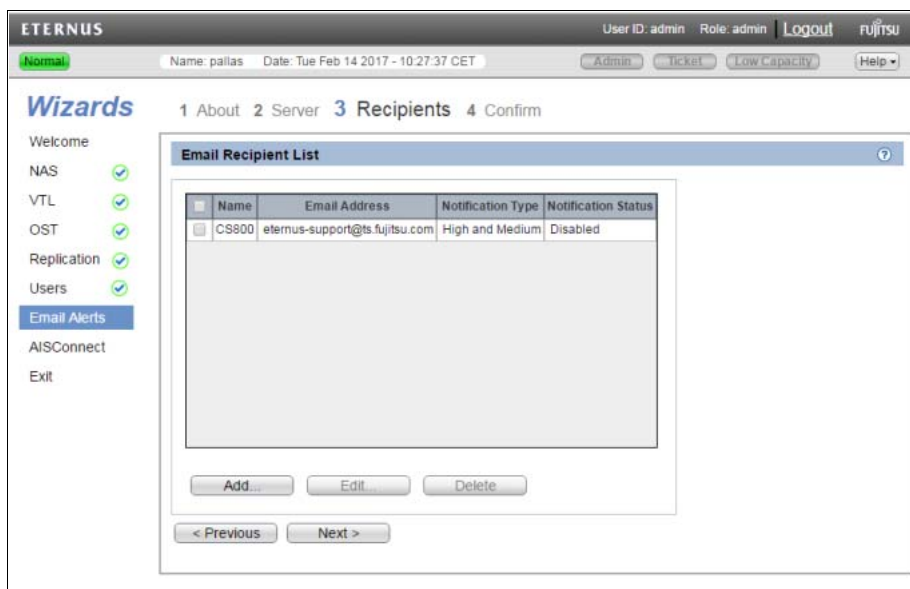 ETERNUS User ID: admin Role: admin Logout FUJITSU
Normal Name: pallas Date: Tue Feb 14 2017 - 10:27:37 CET Admin Ticket Low Capacity Help
Wizards
Welcome
NAS
VTL
OST
Replication
Users
Email Alerts
AISConnect
Exit
1 About 2 Server 3 Recipients 4 Confirm
Email Recipient List ?
Name Email Address Notification Type Notification Status
CS800 eternus-support@ts.fujitsu.com High and Medium Disabled
Add... Edit... Delete
< Previous Next >